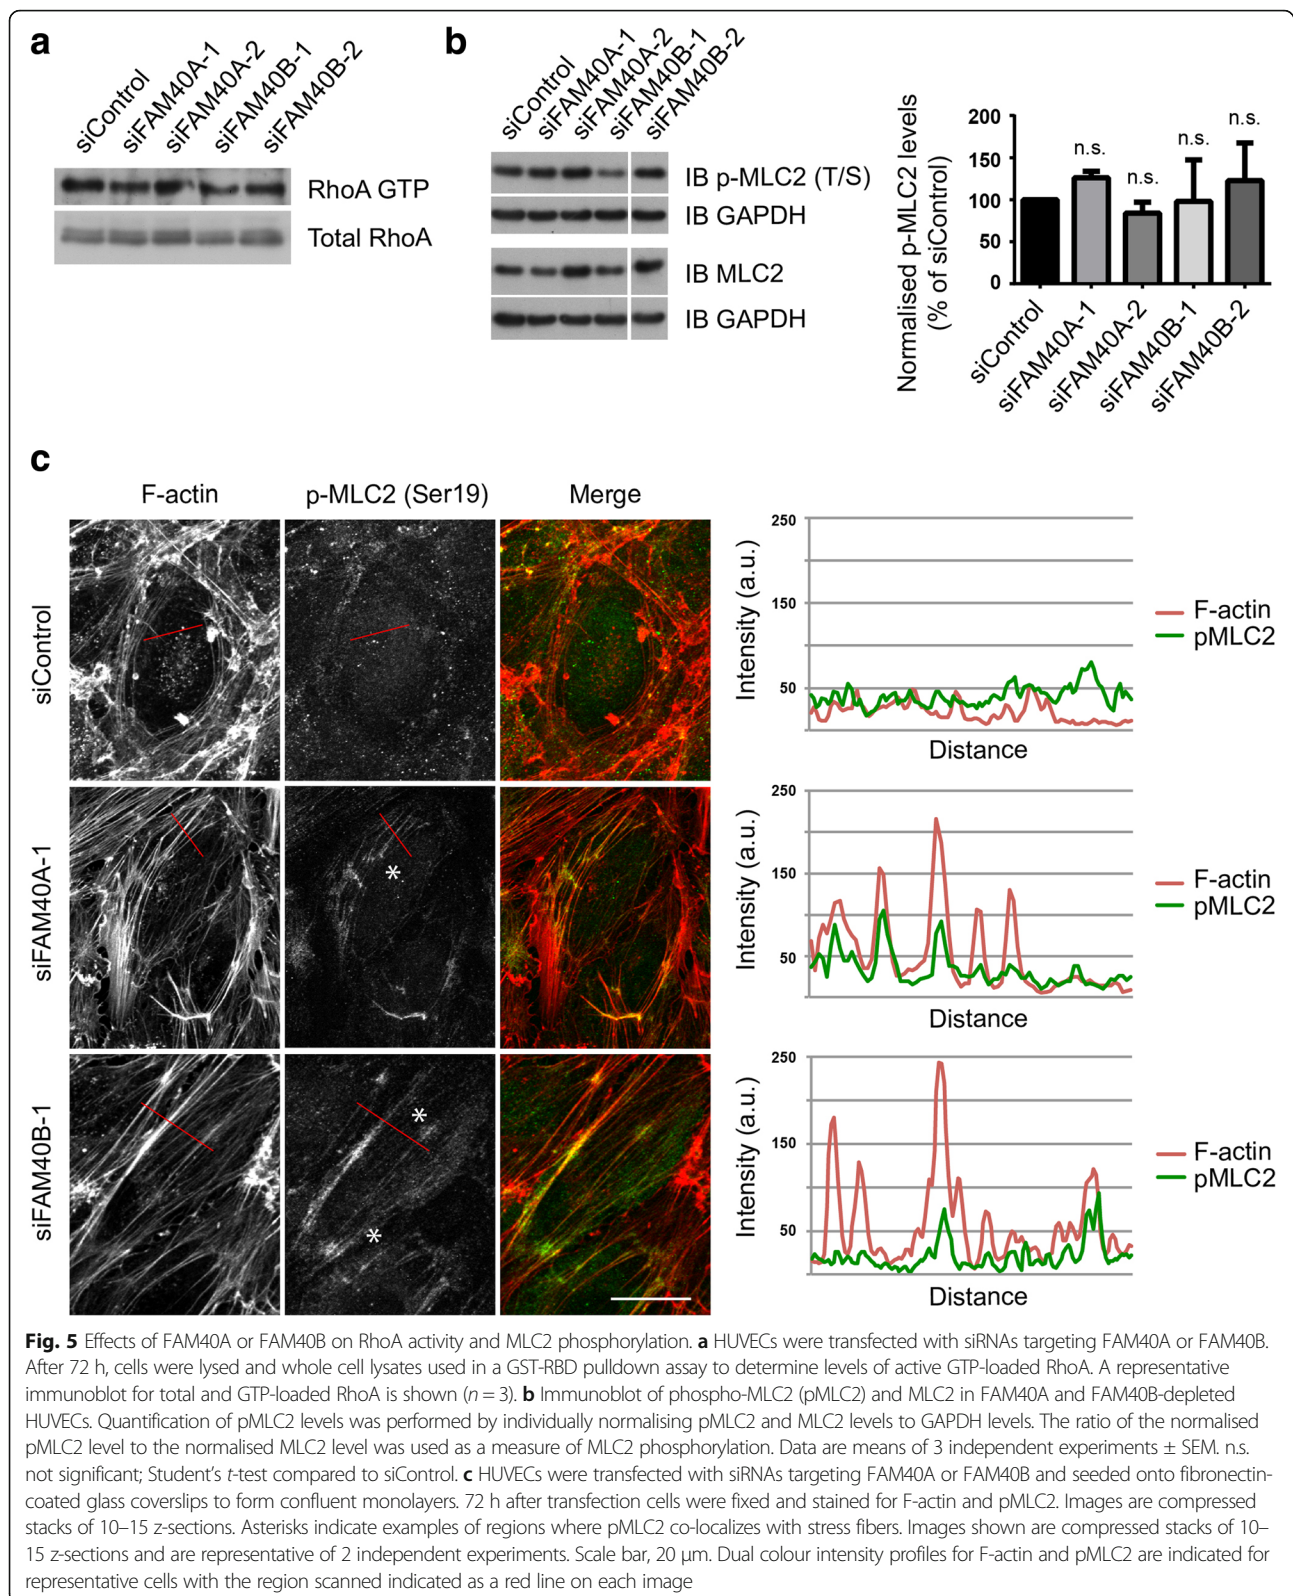 a
siControl
siFAM40A-1
siFAM40A-2
siFAM40B-1
siFAM40B-2
RhoA GTP
Total RhoA
b
siControl
siFAM40A-1
siFAM40A-2
siFAM40B-1
siFAM40B-2
IB p-MLC2 (T/S)
IB GAPDH
IB MLC2
IB GAPDH
Normalised p-MLC2 levels
(% of siControl)
200
150
100
50
0
n.s.
n.s.
n.s.
n.s.
siControl
siFAM40A-1
siFAM40A-2
siFAM40B-1
siFAM40B-2
c
F-actin
p-MLC2 (Ser19)
Merge
siControl
Intensity (a.u.)
250
150
50
Distance
F-actin
pMLC2
siFAM40A-1
*
Intensity (a.u.)
250
150
50
Distance
F-actin
pMLC2
siFAM40B-1
*
*
Intensity (a.u.)
250
150
50
Distance
F-actin
pMLC2
Fig. 5 Effects of FAM40A or FAM40B on RhoA activity and MLC2 phosphorylation. a HUVECs were transfected with siRNAs targeting FAM40A or FAM40B.
After 72 h, cells were lysed and whole cell lysates used in a GST-RBD pulldown assay to determine levels of active GTP-loaded RhoA. A representative
immunoblot for total and GTP-loaded RhoA is shown (n = 3). b Immunoblot of phospho-MLC2 (pMLC2) and MLC2 in FAM40A and FAM40B-depleted
HUVECs. Quantification of pMLC2 levels was performed by individually normalising pMLC2 and MLC2 levels to GAPDH levels. The ratio of the normalised
pMLC2 level to the normalised MLC2 level was used as a measure of MLC2 phosphorylation. Data are means of 3 independent experiments ± SEM. n.s.
not significant; Student's t-test compared to siControl. c HUVECs were transfected with siRNAs targeting FAM40A or FAM40B and seeded onto fibronectin-
coated glass coverslips to form confluent monolayers. 72 h after transfection cells were fixed and stained for F-actin and pMLC2. Images are compressed
stacks of 10–15 z-sections. Asterisks indicate examples of regions where pMLC2 co-localizes with stress fibers. Images shown are compressed stacks of 10–
15 z-sections and are representative of 2 independent experiments. Scale bar, 20 μm. Dual colour intensity profiles for F-actin and pMLC2 are indicated for
representative cells with the region scanned indicated as a red line on each image